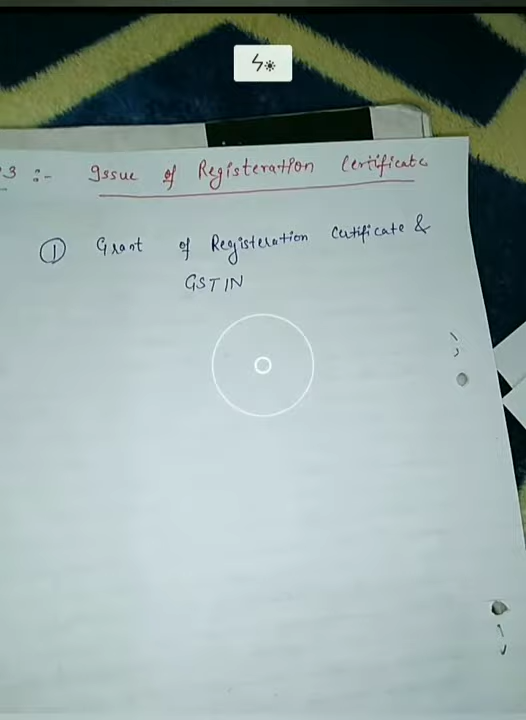 3 :- Issue of Registeration Certificate
① Grant of Registeration Certificate &
GSTIN